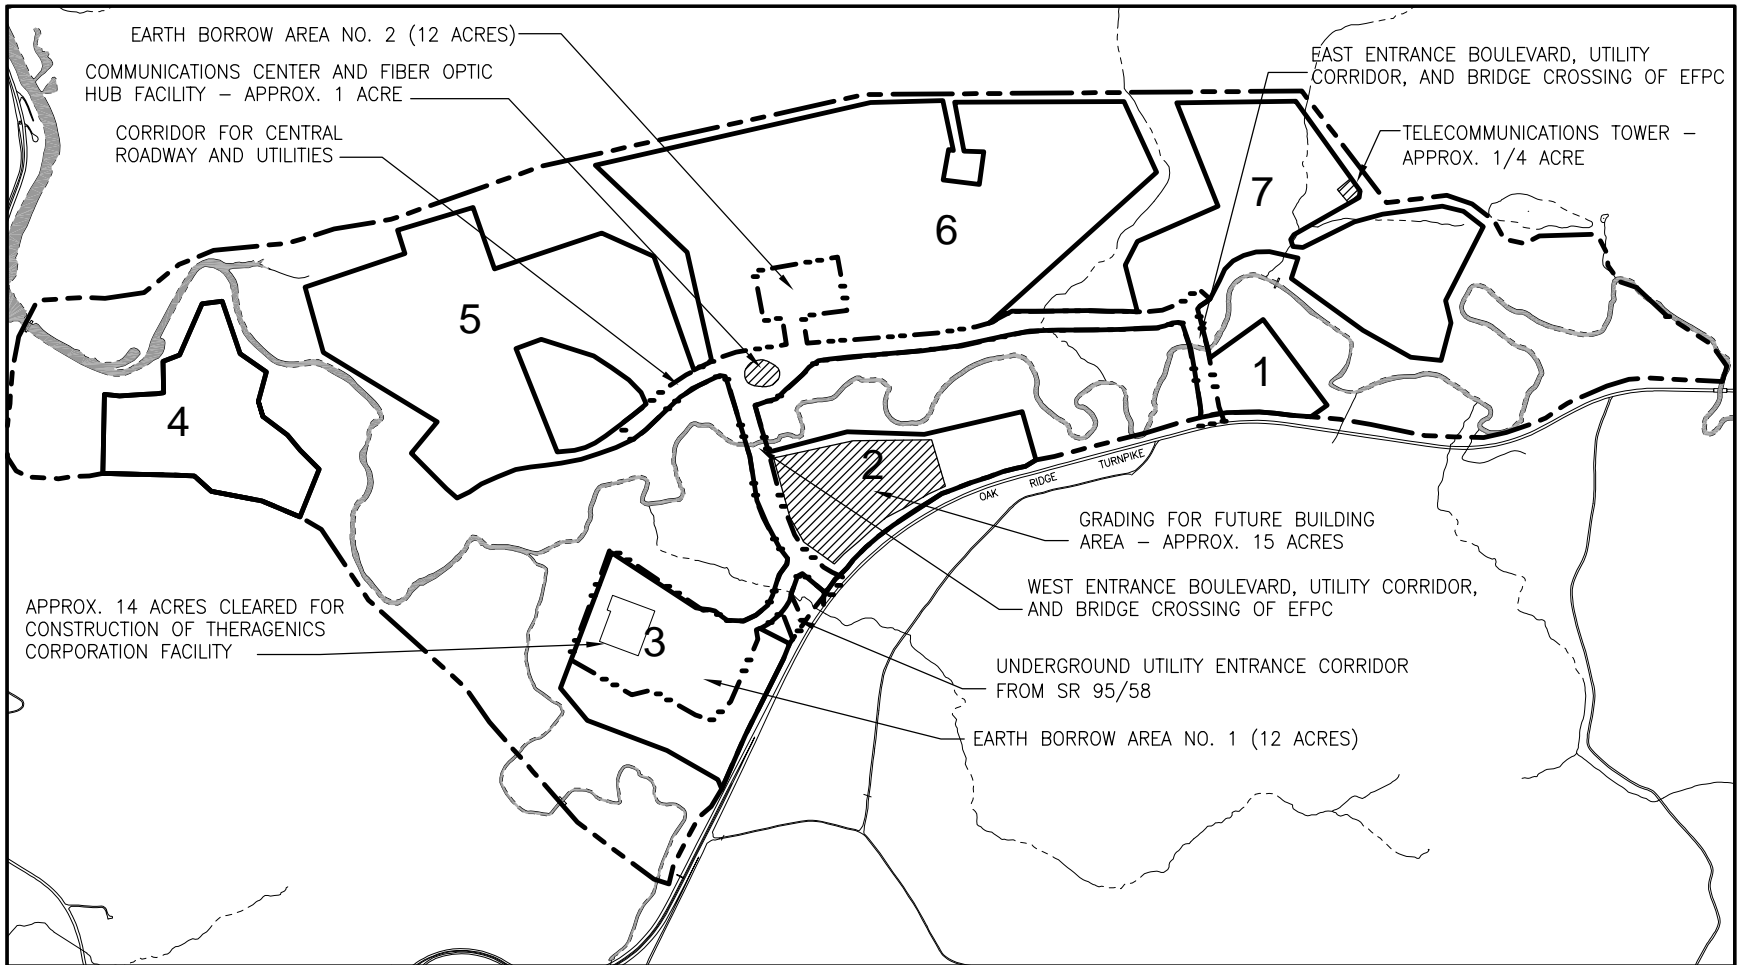 EARTH BORROW AREA NO. 2 (12 ACRES)
COMMUNICATIONS CENTER AND FIBER OPTIC
HUB FACILITY – APPROX. 1 ACRE
CORRIDOR FOR CENTRAL
ROADWAY AND UTILITIES
EAST ENTRANCE BOULEVARD, UTILITY
CORRIDOR, AND BRIDGE CROSSING OF EFPC
TELECOMMUNICATIONS TOWER –
APPROX. 1/4 ACRE
7
6
5
1
4
2
OAK RIDGE TURNPIKE
GRADING FOR FUTURE BUILDING
AREA – APPROX. 15 ACRES
WEST ENTRANCE BOULEVARD, UTILITY CORRIDOR,
AND BRIDGE CROSSING OF EFPC
APPROX. 14 ACRES CLEARED FOR
CONSTRUCTION OF THERAGENICS
CORPORATION FACILITY
3
UNDERGROUND UTILITY ENTRANCE CORRIDOR
FROM SR 95/58
EARTH BORROW AREA NO. 1 (12 ACRES)